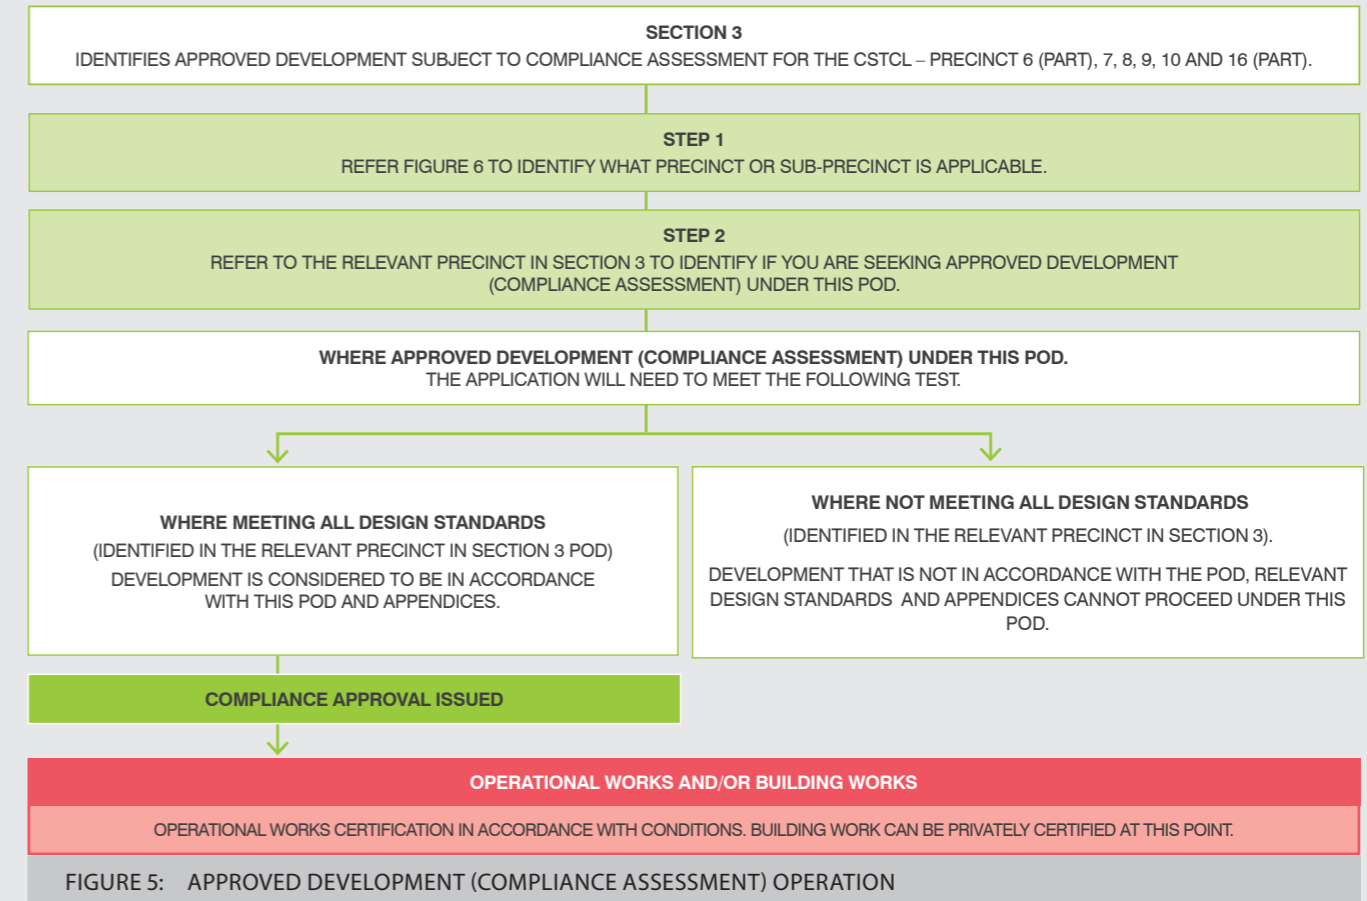 SECTION 3
IDENTIFIES APPROVED DEVELOPMENT SUBJECT TO COMPLIANCE ASSESSMENT FOR THE CSTCL – PRECINCT 6 (PART), 7, 8, 9, 10 AND 16 (PART).
STEP 1
REFER FIGURE 6 TO IDENTIFY WHAT PRECINCT OR SUB-PRECINCT IS APPLICABLE.
STEP 2
REFER TO THE RELEVANT PRECINCT IN SECTION 3 TO IDENTIFY IF YOU ARE SEEKING APPROVED DEVELOPMENT
(COMPLIANCE ASSESSMENT) UNDER THIS POD.
WHERE APPROVED DEVELOPMENT (COMPLIANCE ASSESSMENT) UNDER THIS POD.
THE APPLICATION WILL NEED TO MEET THE FOLLOWING TEST.
WHERE MEETING ALL DESIGN STANDARDS
(IDENTIFIED IN THE RELEVANT PRECINCT IN SECTION 3 POD)
DEVELOPMENT IS CONSIDERED TO BE IN ACCORDANCE
WITH THIS POD AND APPENDICES.
WHERE NOT MEETING ALL DESIGN STANDARDS
(IDENTIFIED IN THE RELEVANT PRECINCT IN SECTION 3).
DEVELOPMENT THAT IS NOT IN ACCORDANCE WITH THE POD, RELEVANT
DESIGN STANDARDS AND APPENDICES CANNOT PROCEED UNDER THIS
POD.
COMPLIANCE APPROVAL ISSUED
OPERATIONAL WORKS AND/OR BUILDING WORKS
OPERATIONAL WORKS CERTIFICATION IN ACCORDANCE WITH CONDITIONS. BUILDING WORK CAN BE PRIVATELY CERTIFIED AT THIS POINT.
FIGURE 5: APPROVED DEVELOPMENT (COMPLIANCE ASSESSMENT) OPERATION